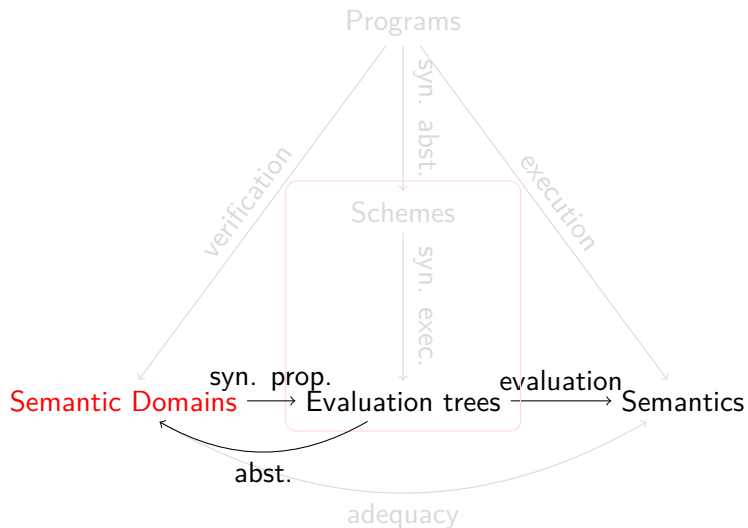 Programs
syn. abst.
verification
execution
Schemes
syn. exec.
syn. prop.
evaluation
Semantic Domains
Evaluation trees
Semantics
abst.
adequacy